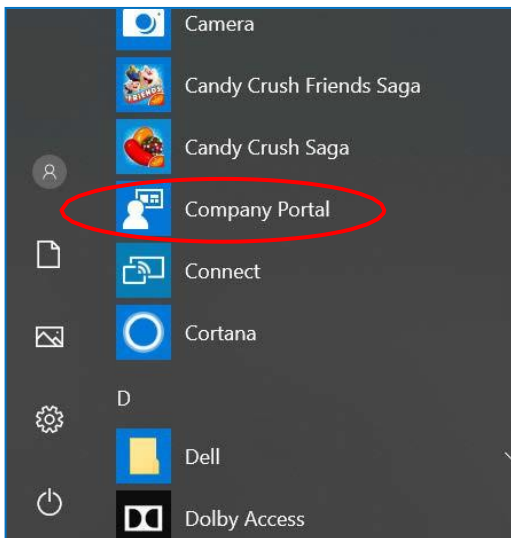 Camera
Candy Crush Friends Saga
Candy Crush Saga
Company Portal
Connect
Cortana
D
Dell
Dolby Access